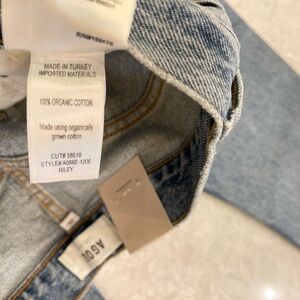 MADE IN TURKEY
IMPORTED MATERIALS
100% ORGANIC COTTON
Made using organically
grown cotton
CUT# 58518
STYLE# A056E-1206
RILEY
AGOL